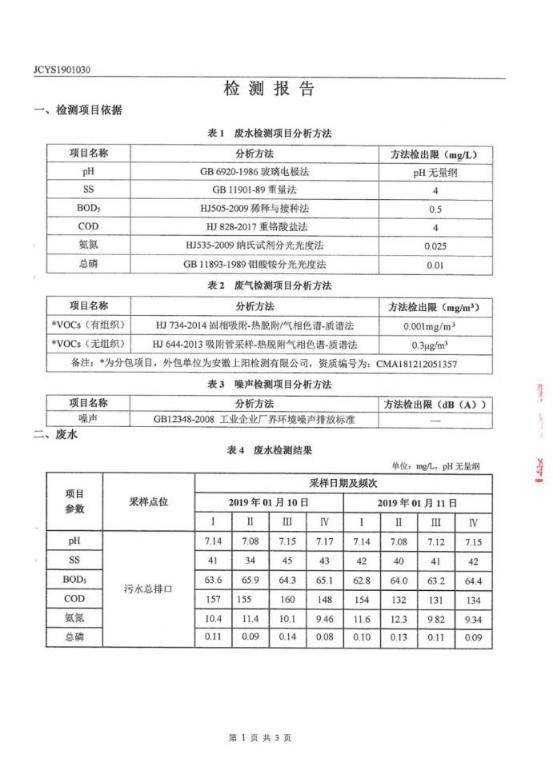 JCYS1901030
检测报告
一、检测项目依据
表 1 废水检测项目分析方法
项目名称 分析方法 方法检出限（mg/L）
pH GB 6920-1986 玻璃电极法 pH 无量纲
SS GB 11901-89 重量法 4
BOD₅ HJ505-2009 稀释与接种法 0.5
COD HJ 828-2017 重铬酸盐法 4
氨氮 HJ535-2009 纳氏试剂分光光度法 0.025
总磷 GB 11893-1989 钼酸铵分光光度法 0.01
表 2 废气检测项目分析方法
项目名称 分析方法 方法检出限（mg/m³）
*VOCs（有组织） HJ 734-2014 固相吸附-热脱附/气相色谱-质谱法 0.001mg/m³
*VOCs（无组织） HJ 644-2013 吸附管采样-热脱附气相色谱-质谱法 0.3μg/m³
备注：*为分包项目，外包单位为安徽上阳检测有限公司，资质编号为：CMA181212051357
表 3 噪声检测项目分析方法
项目名称 分析方法 方法检出限（dB（A））
噪声 GB12348-2008 工业企业厂界环境噪声排放标准 —
二、废水
表 4 废水检测结果
单位：mg/L，pH 无量纲
项目参数 采样点位 采样日期及频次
2019 年 01 月 10 日 2019 年 01 月 11 日
I II III IV I II III IV
pH 污水总排口 7.14 7.08 7.15 7.17 7.14 7.08 7.12 7.15
SS 41 34 45 43 42 40 41 42
BOD₅ 63.6 65.9 64.3 65.1 62.8 64.0 63.2 64.4
COD 157 155 160 148 154 132 131 134
氨氮 10.4 11.4 10.1 9.46 11.6 12.3 9.82 9.34
总磷 0.11 0.09 0.14 0.08 0.10 0.13 0.11 0.09
第 1 页 共 3 页